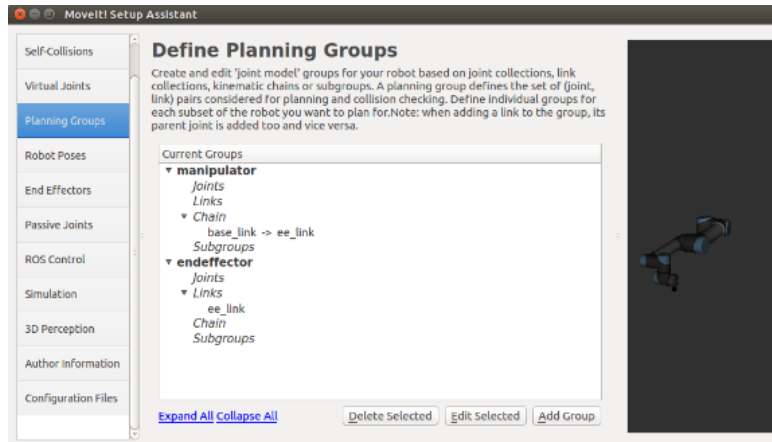 MoveIt! Setup Assistant
Self-Collisions
Virtual Joints
Planning Groups
Robot Poses
End Effectors
Passive Joints
ROS Control
Simulation
3D Perception
Author Information
Configuration Files
Define Planning Groups
Create and edit 'joint model' groups for your robot based on joint collections, link
collections, kinematic chains or subgroups. A planning group defines the set of (joint,
link) pairs considered for planning and collision checking. Define individual groups for
each subset of the robot you want to plan for.Note: when adding a link to the group, its
parent joint is added too and vice versa.
Current Groups
manipulator
Joints
Links
Chain
base_link -> ee_link
Subgroups
endeffector
Joints
Links
ee_link
Chain
Subgroups
Expand All Collapse All Delete Selected Edit Selected Add Group